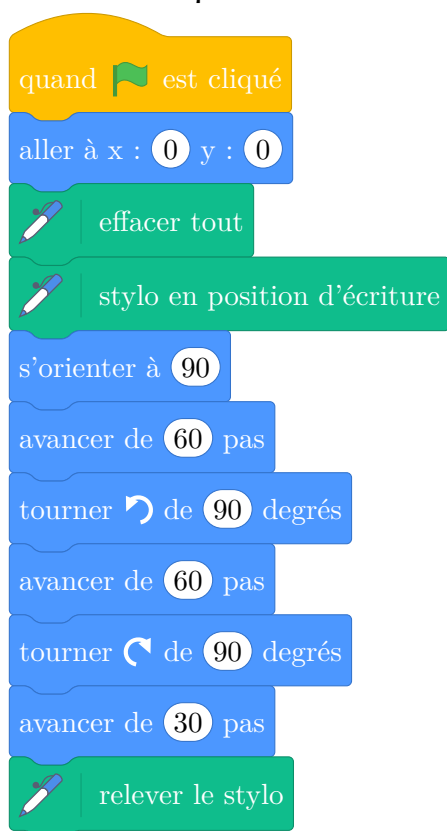 quand est cliqué
aller à x : 0 y : 0
effacer tout
stylo en position d'écriture
s'orienter à 90
avancer de 60 pas
tourner de 90 degrés
avancer de 60 pas
tourner de 90 degrés
avancer de 30 pas
relever le stylo